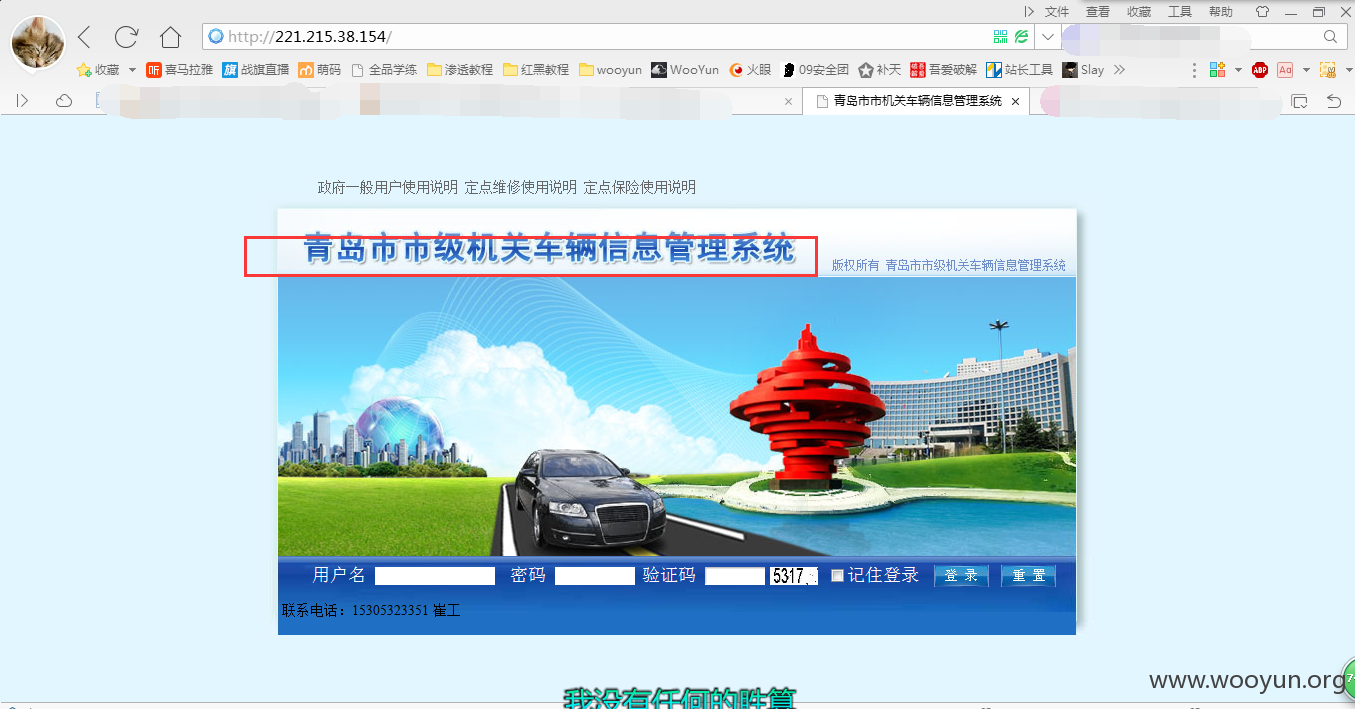 文件 查看 收藏 工具 帮助
http://221.215.38.154/
收藏 听 喜马拉雅 旗 战旗直播 萌码 全品学练 渗透教程 红黑教程 wooyun WooYun 火眼 09安全团 补天 吾爱破解 站长工具 Slay ABP Aa
青岛市市机关车辆信息管理系统
政府一般用户使用说明 定点维修使用说明 定点保险使用说明
青岛市市级机关车辆信息管理系统
版权所有 青岛市市级机关车辆信息管理系统
用户名 密码 验证码 5317 记住登录 登 录 重 置
联系电话：15305323351 崔工
www.wooyun.org
我没有任何的胜算